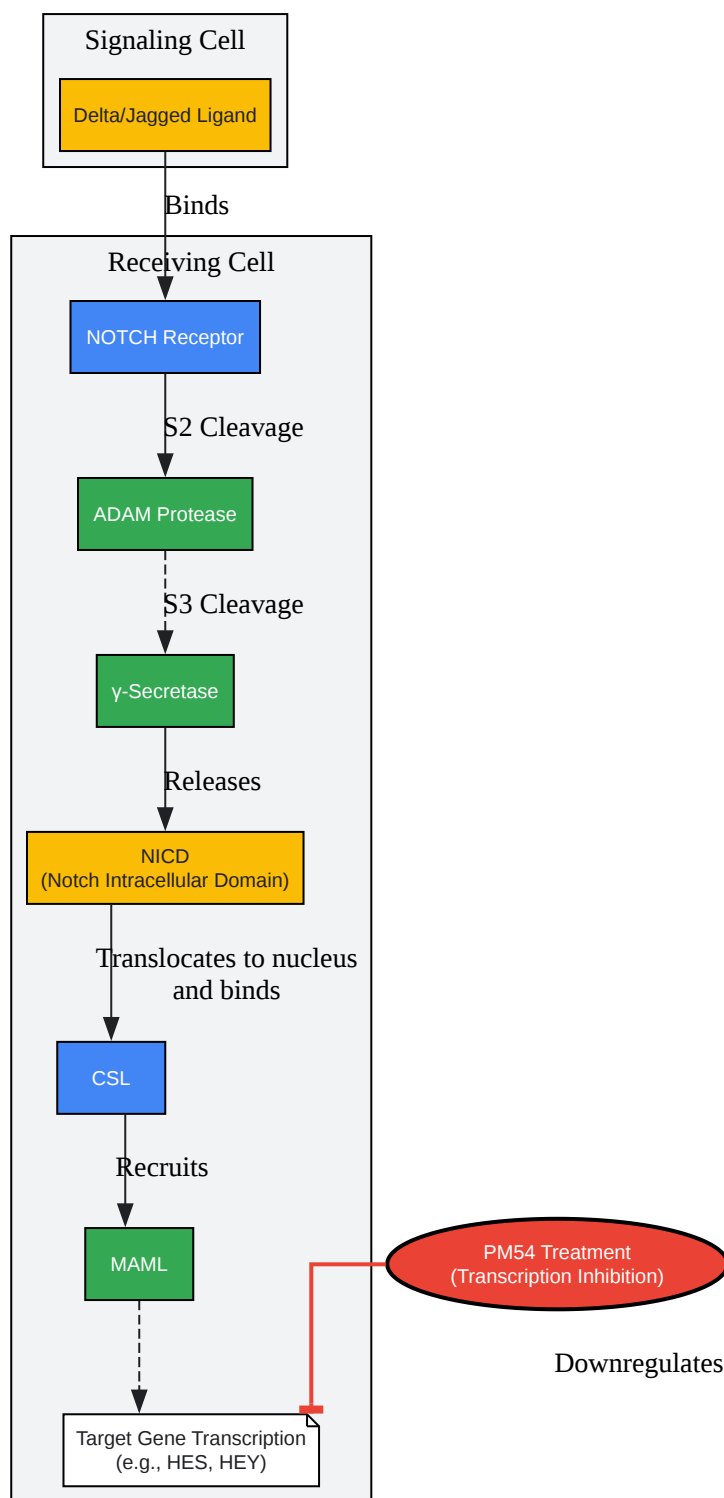 Signaling Cell
Delta/Jagged Ligand
Binds
Receiving Cell
NOTCH Receptor
S2 Cleavage
ADAM Protease
S3 Cleavage
γ-Secretase
Releases
NICD
(Notch Intracellular Domain)
Translocates to nucleus
and binds
CSL
Recruits
MAML
PM54 Treatment
(Transcription Inhibition)
Downregulates
Target Gene Transcription
(e.g., HES, HEY)